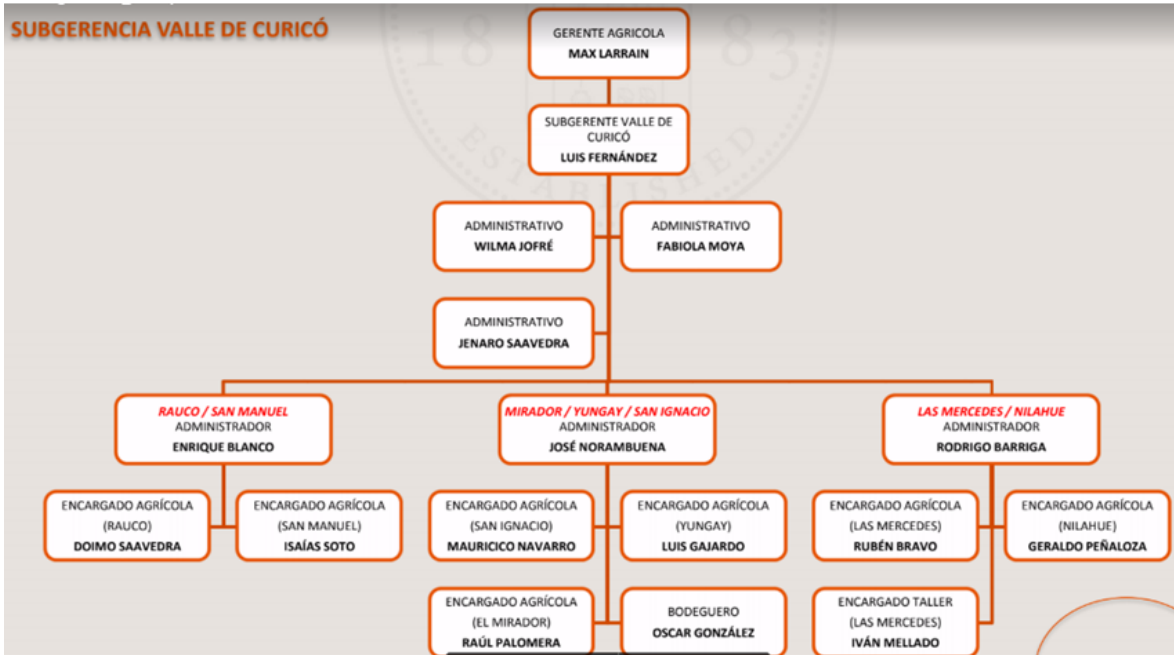 SUBGERENCIA VALLE DE CURICÓ
18 83
ESTABLISHED
GERENTE AGRICOLA
MAX LARRAIN
SUBGERENTE VALLE DE
CURICÓ
LUIS FERNÁNDEZ
ADMINISTRATIVO
WILMA JOFRÉ
ADMINISTRATIVO
FABIOLA MOYA
ADMINISTRATIVO
JENARO SAAVEDRA
RAUCO / SAN MANUEL
ADMINISTRADOR
ENRIQUE BLANCO
MIRADOR / YUNGAY / SAN IGNACIO
ADMINISTRADOR
JOSÉ NORAMBUENA
LAS MERCEDES / NILAHUE
ADMINISTRADOR
RODRIGO BARRIGA
ENCARGADO AGRÍCOLA
(RAUCO)
DOIMO SAAVEDRA
ENCARGADO AGRÍCOLA
(SAN MANUEL)
ISAÍAS SOTO
ENCARGADO AGRÍCOLA
(SAN IGNACIO)
MAURICICO NAVARRO
ENCARGADO AGRÍCOLA
(YUNGAY)
LUIS GAJARDO
ENCARGADO AGRÍCOLA
(LAS MERCEDES)
RUBÉN BRAVO
ENCARGADO AGRÍCOLA
(NILAHUE)
GERALDO PEÑALOZA
ENCARGADO AGRÍCOLA
(EL MIRADOR)
RAÚL PALOMERA
BODEGUERO
OSCAR GONZÁLEZ
ENCARGADO TALLER
(LAS MERCEDES)
IVÁN MELLADO